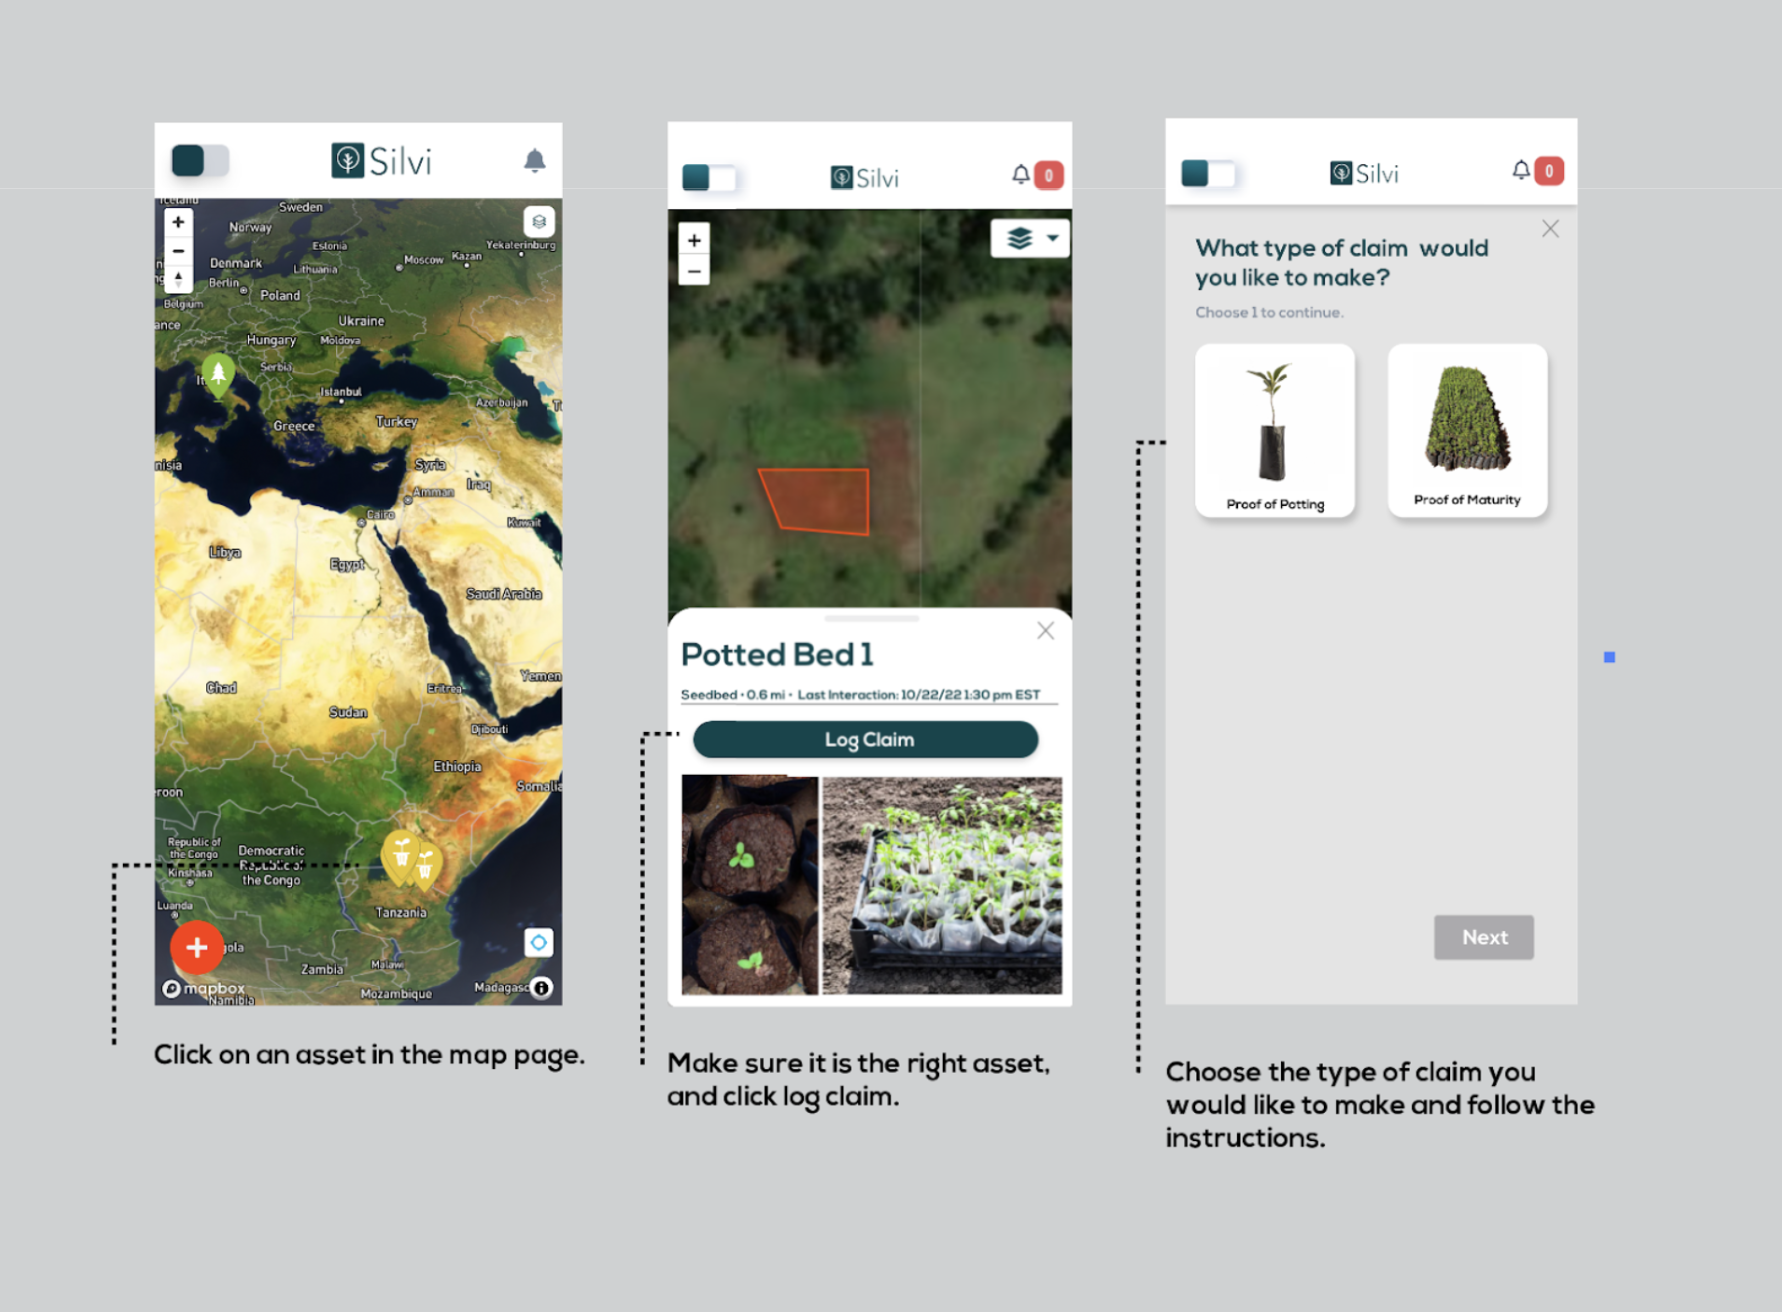 Silvi
Iceland
Sweden
Norway
Estonia
Yekaterinburg
Denmark
Lithuania
Moscow
Kazan
Berlin
Poland
Belgium
ance
Ukraine
Hungary
Moldova
Serbia
It
Istanbul
Azerbaijan
Greece
Turkey
nisia
Syria
Amman
Iraq
Cairo
Kuwait
Libya
Egypt
Saudi Arabia
Chad
Eritrea
Yemen
Sudan
Djibouti
Ethiopia
Somalia
roon
Republic of
the Congo
Democratic
Republic of
the Congo
Kinshasa
Luanda
Tanzania
gola
Zambia
Malawi
mapbox
Namibia
Mozambique
Madagasc
Click on an asset in the map page.
Silvi
0
Potted Bed 1
Seedbed • 0.6 mi • Last Interaction: 10/22/22 1:30 pm EST
Log Claim
Make sure it is the right asset,
and click log claim.
Silvi
0
What type of claim would
you like to make?
Choose 1 to continue.
Proof of Potting
Proof of Maturity
Next
Choose the type of claim you
would like to make and follow the
instructions.